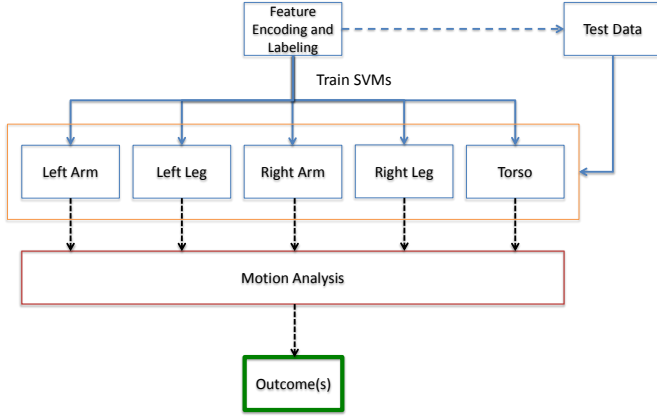 Feature
Encoding and
Labeling
Test Data
Train SVMs
Left Arm
Left Leg
Right Arm
Right Leg
Torso
Motion Analysis
Outcome(s)